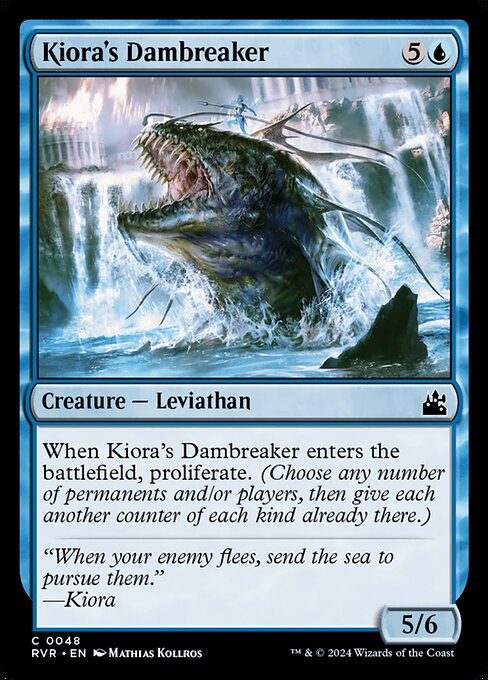 Kiora's Dambreaker 5
Creature — Leviathan
When Kiora's Dambreaker enters the
battlefield, proliferate. (Choose any number
of permanents and/or players, then give each
another counter of each kind already there.)
“When your enemy flees, send the sea to
pursue them.”
—Kiora
5/6
C 0048
RVR • EN Mathias Kollros
™ & © 2024 Wizards of the Coast